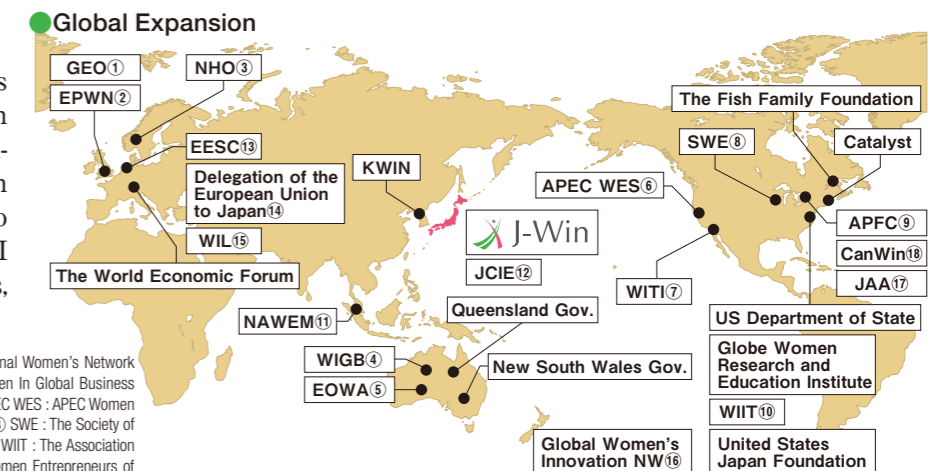 Global Expansion
s
n
-
n
o
I
s,
GEO①
EPWN②
NHO③
EESC⑬
Delegation of the
European Union
to Japan⑭
WIL⑮
The World Economic Forum
KWIN
J-Win
JCIE⑫
NAWEM⑪
WIGB④
EOWA⑤
Queensland Gov.
New South Wales Gov.
Global Women's
Innovation NW⑯
The Fish Family Foundation
SWE⑧
Catalyst
APEC WES⑥
WITI⑦
APFC⑨
CanWin⑱
JAA⑰
US Department of State
Globe Women
Research and
Education Institute
WIIT⑩
United States
Japan Foundation
nal Women's Network
en In Global Business
EC WES : APEC Women
SWE : The Society of
WIIT : The Association
men Entrepreneurs of